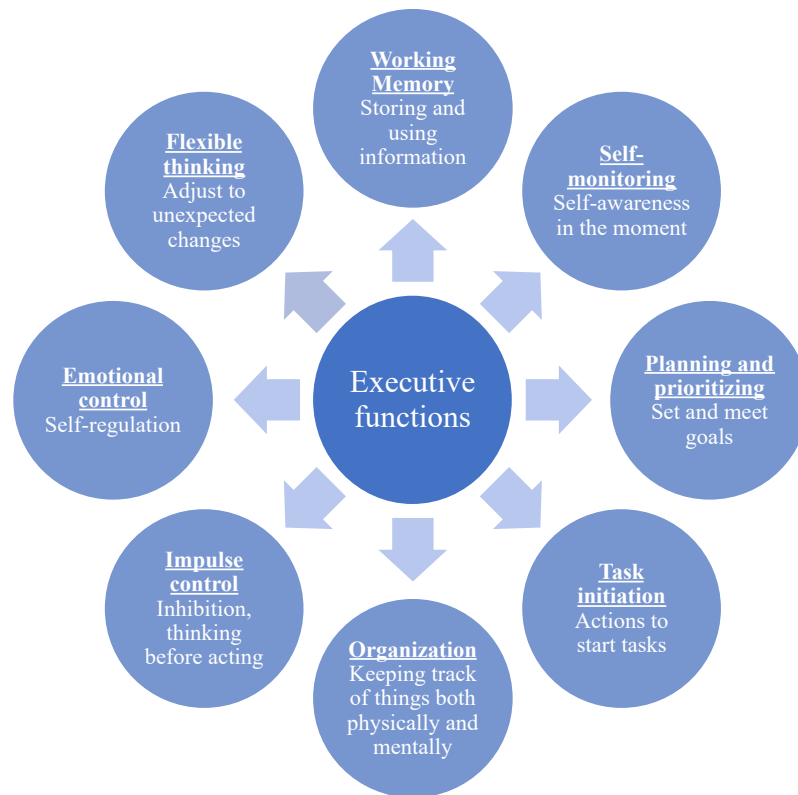 Working
Memory
Storing and
using
information
Self-
monitoring
Self-awareness
in the moment
Planning and
prioritizing
Set and meet
goals
Task
initiation
Actions to
start tasks
Organization
Keeping track
of things both
physically and
mentally
Impulse
control
Inhibition,
thinking
before acting
Emotional
control
Self-regulation
Flexible
thinking
Adjust to
unexpected
changes
Executive
functions